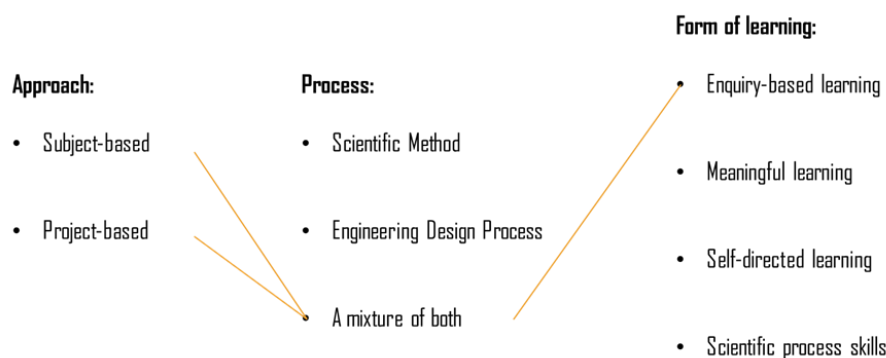 Approach:
Subject-based
Project-based
Process:
Scientific Method
Engineering Design Process
A mixture of both
Form of learning:
Enquiry-based learning
Meaningful learning
Self-directed learning
Scientific process skills